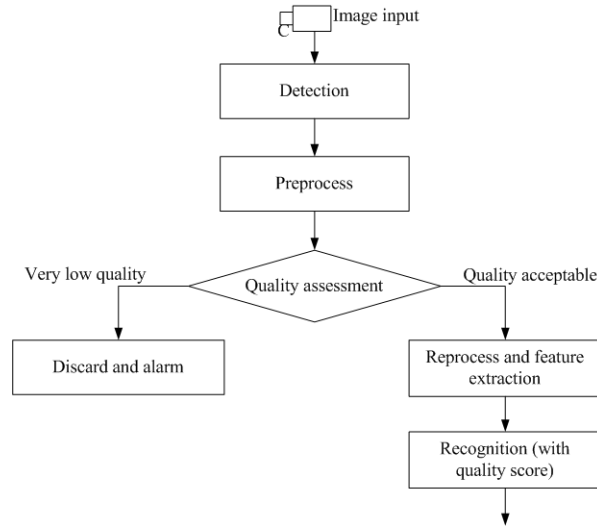 Image input
C
Detection
Preprocess
Very low quality
Quality assessment
Quality acceptable
Discard and alarm
Reprocess and feature
extraction
Recognition (with
quality score)